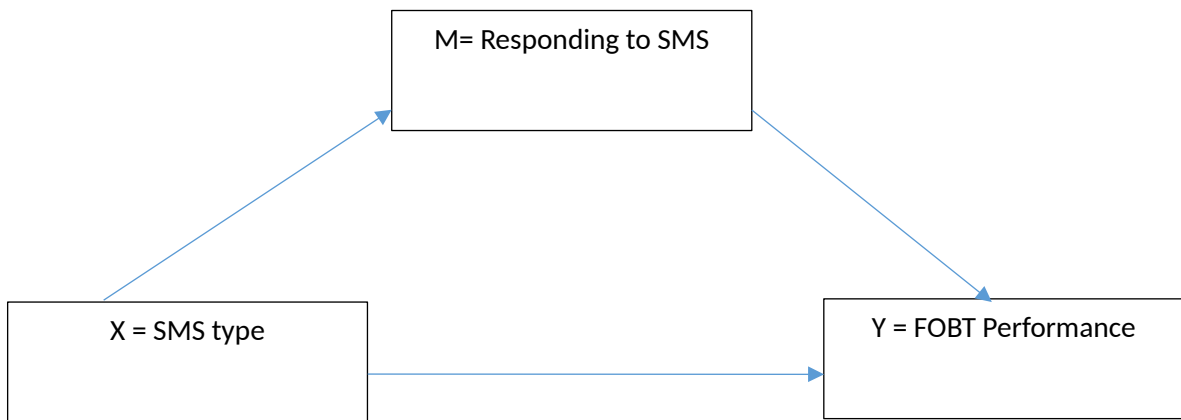 M= Responding to SMS
X = SMS type
Y = FOBT Performance